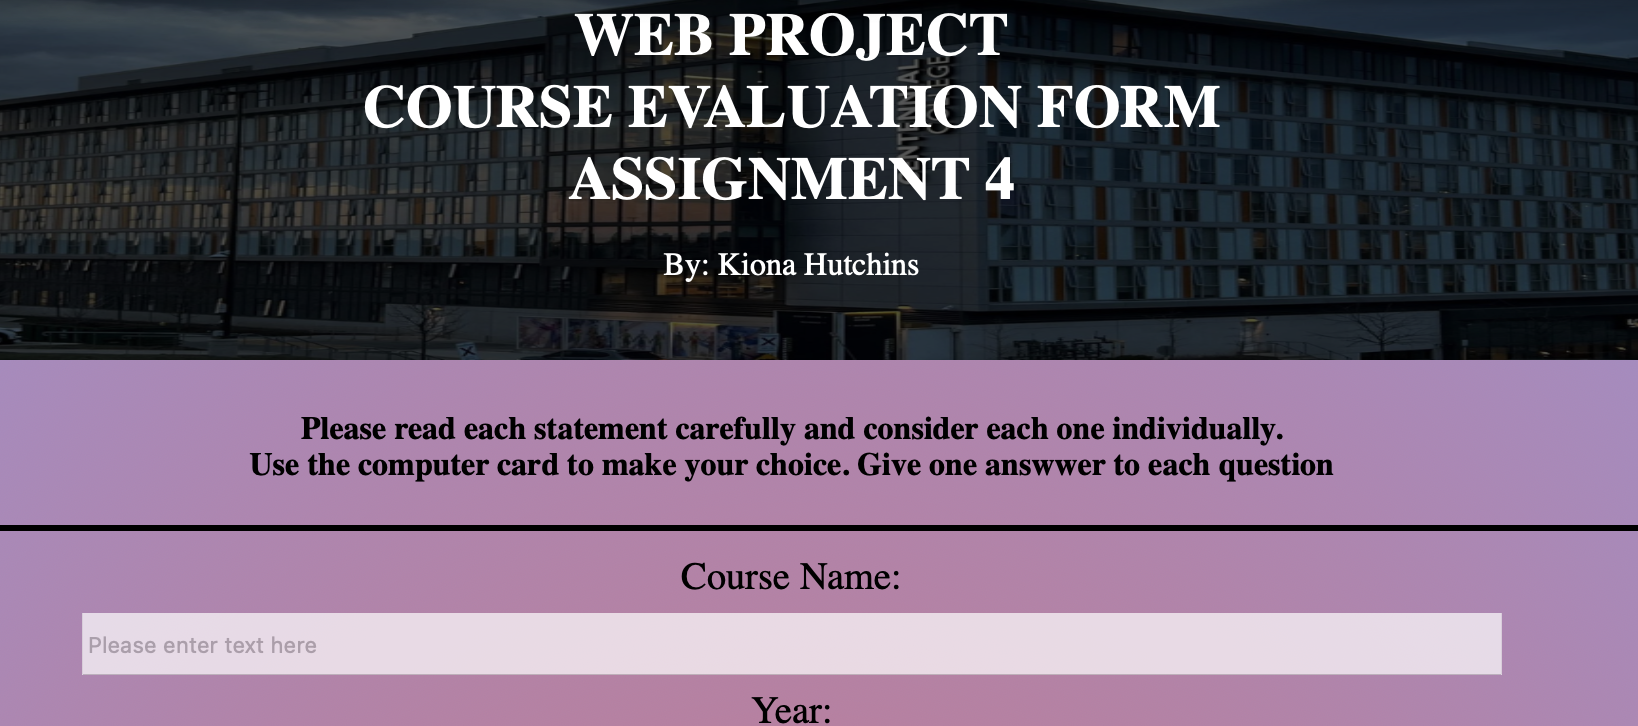 WEB PROJECT
COURSE EVALUATION FORM
ASSIGNMENT 4
By: Kiona Hutchins
Please read each statement carefully and consider each one individually.
Use the computer card to make your choice. Give one answwer to each question
Course Name:
Please enter text here
Year: